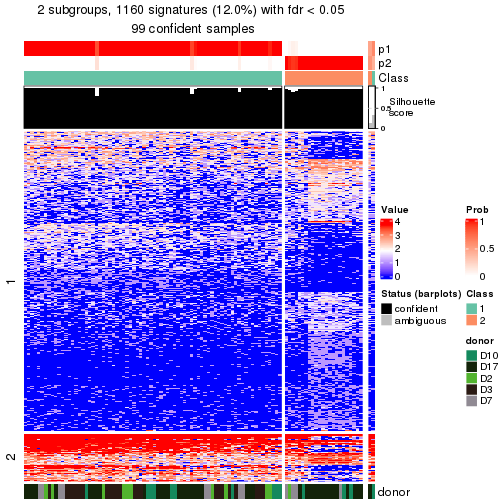 2 subgroups, 1160 signatures (12.0%) with fdr < 0.05
99 confident samples
p1
p2
Class
1
0.5
0
Silhouette
score
1
2
donor
Value
4
3
2
1
0
Prob
1
0.5
0
Status (barplots)
confident
ambiguous
Class
1
2
donor
D10
D17
D2
D3
D7